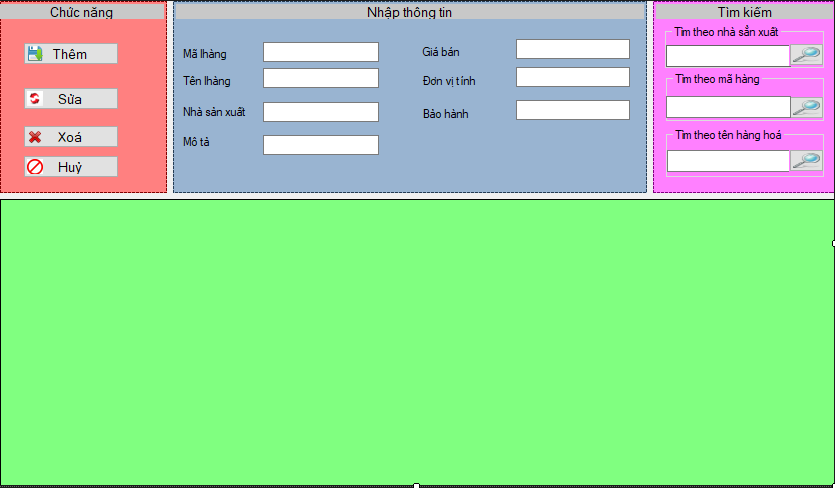 Chức năng
Thêm
Sửa
Xoá
Huỷ
Nhập thông tin
Mã lhàng
Tên lhàng
Nhà sản xuất
Mô tả
Giá bán
Đơn vị tính
Bảo hành
Tìm kiếm
Tìm theo nhà sẩn xuất
Tìm theo mã hàng
Tìm theo tên hàng hoá